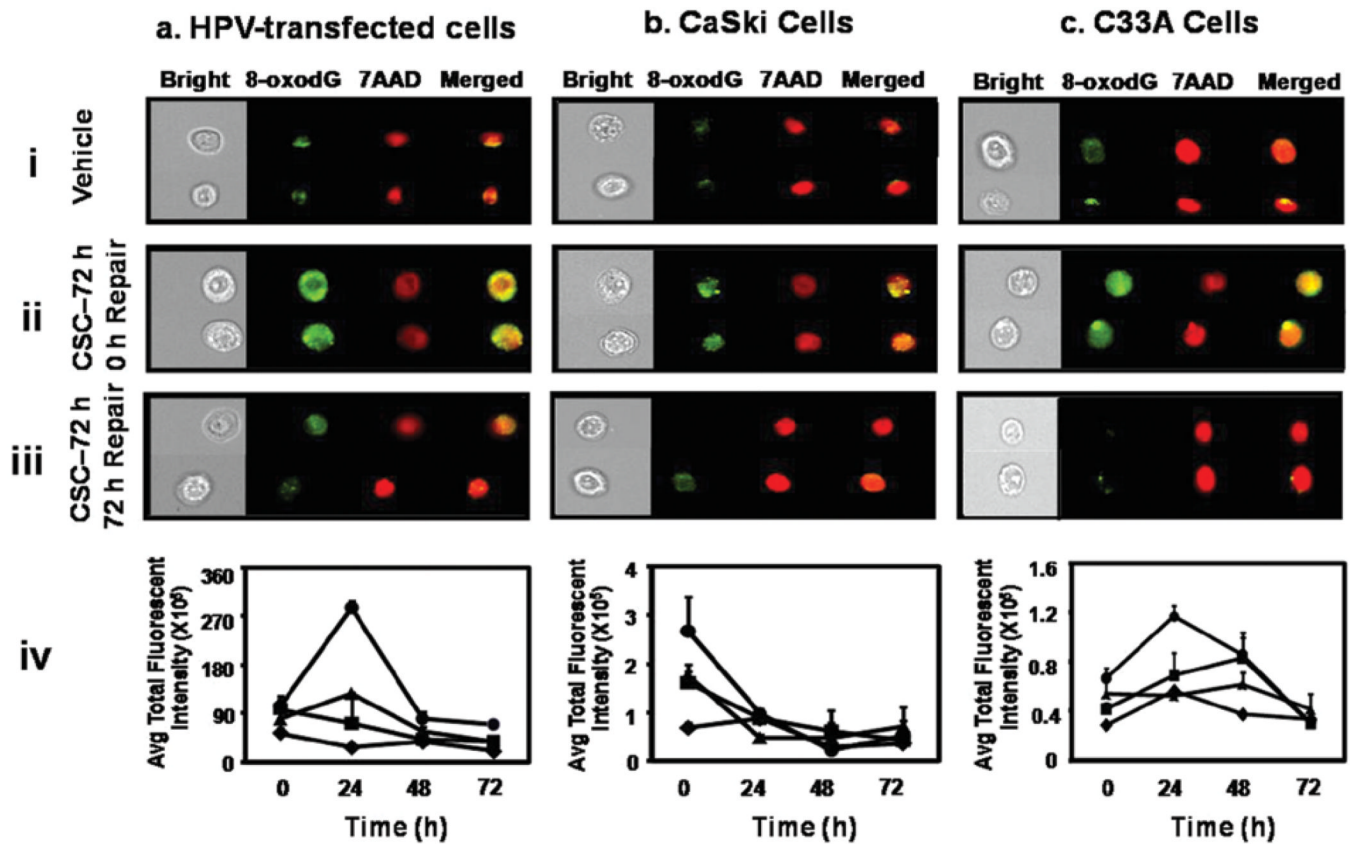 a. HPV-transfected cells
b. CaSki Cells
c. C33A Cells
Bright 8-oxodG 7AAD Merged
Bright 8-oxodG 7AAD Merged
Bright 8-oxodG 7AAD Merged
i
Vehicle
ii
CSC–72 h
0 h Repair
iii
CSC–72 h
72 h Repair
iv
Avg Total Fluorescent
Intensity (X10⁵)
360
270
180
90
0
0 24 48 72
Time (h)
Avg Total Fluorescent
Intensity (X10⁵)
4
3
2
1
0
0 24 48 72
Time (h)
Avg Total Fluorescent
Intensity (X10⁵)
1.6
1.2
0.8
0.4
0
0 24 48 72
Time (h)